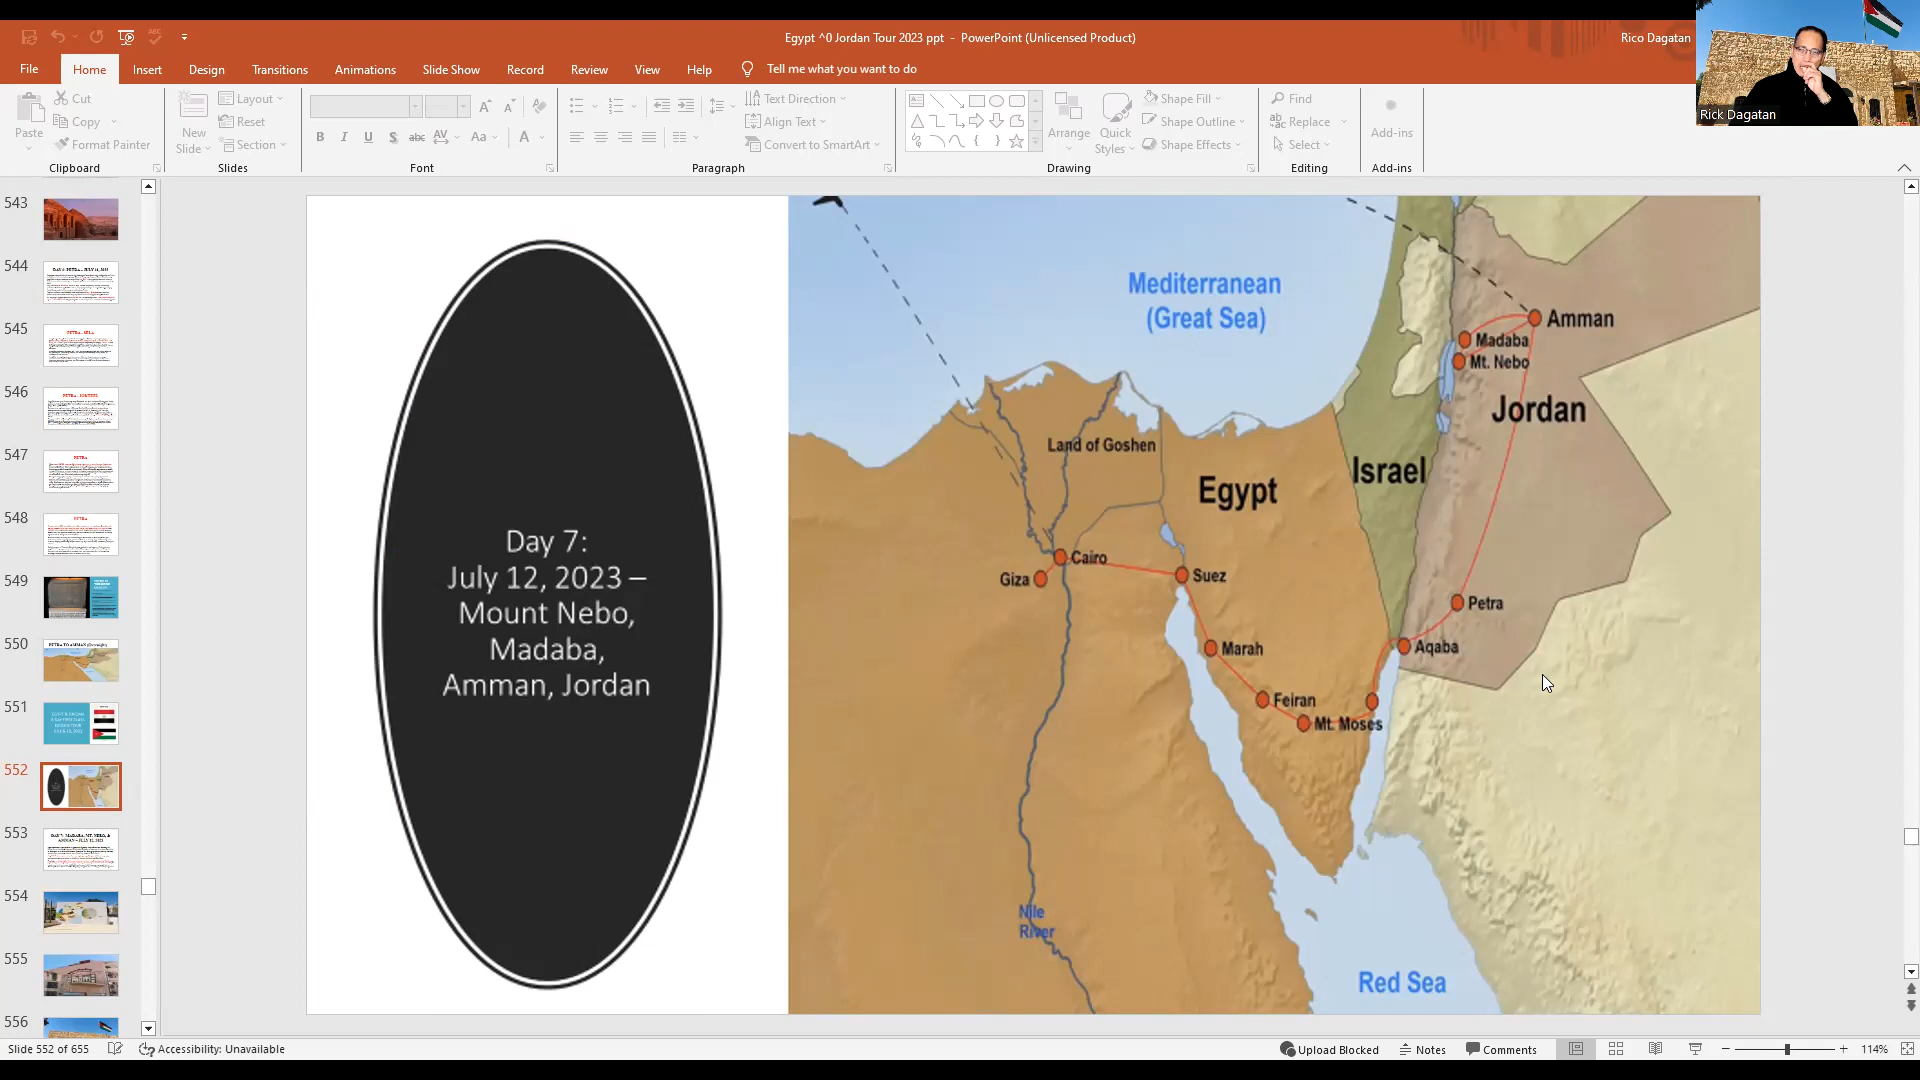 Egypt ^0 Jordan Tour 2023 ppt - PowerPoint (Unlicensed Product)
Rico Dagatan
Rick Dagatan
File
Home
Insert
Design
Transitions
Animations
Slide Show
Record
Review
View
Help
Tell me what you want to do
Paste
Cut
Copy
Format Painter
Clipboard
New
Slide
Layout
Reset
Section
Slides
B I U S abc AV Aa A
Font
Text Direction
Align Text
Convert to SmartArt
Paragraph
Arrange
Quick
Styles
Shape Fill
Shape Outline
Shape Effects
Drawing
Find
Replace
Select
Editing
Add-ins
Add-ins
543
544
545
546
547
548
549
550
551
552
553
554
555
556
Day 7:
July 12, 2023 –
Mount Nebo,
Madaba,
Amman, Jordan
Mediterranean
(Great Sea)
Amman
Madaba
Mt. Nebo
Jordan
Land of Goshen
Israel
Egypt
Cairo
Giza
Suez
Petra
Marah
Aqaba
Feiran
Mt. Moses
Nile
River
Red Sea
Slide 552 of 655
Accessibility: Unavailable
Upload Blocked
Notes
Comments
114%